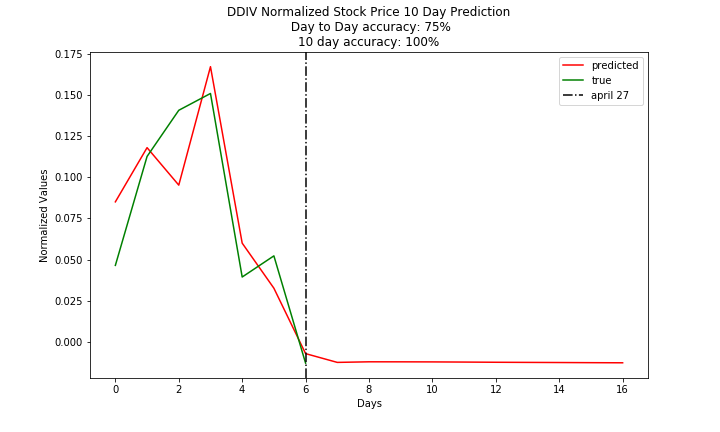 DDIV Normalized Stock Price 10 Day Prediction
Day to Day accuracy: 75%
10 day accuracy: 100%
predicted
true
april 27
0.175
0.150
0.125
0.100
0.075
0.050
0.025
0.000
Normalized Values
0 2 4 6 8 10 12 14 16
Days